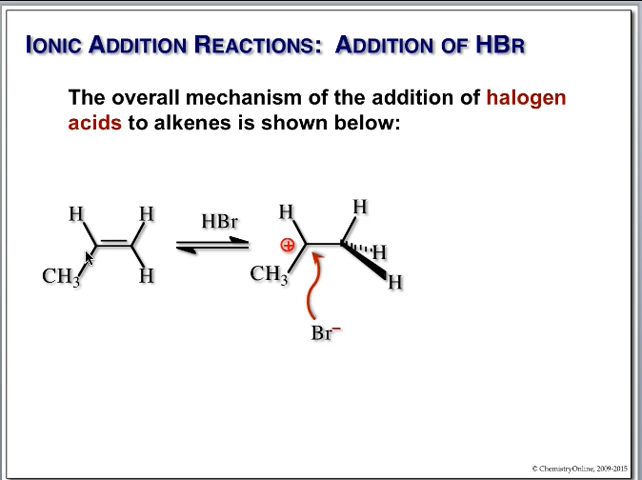 IONIC ADDITION REACTIONS: ADDITION OF HBR
The overall mechanism of the addition of halogen
acids to alkenes is shown below:
H H HBr H H
⊕ H
CH₃ H CH₃ H
Br⁻
© ChemistryOnline, 2009-2015